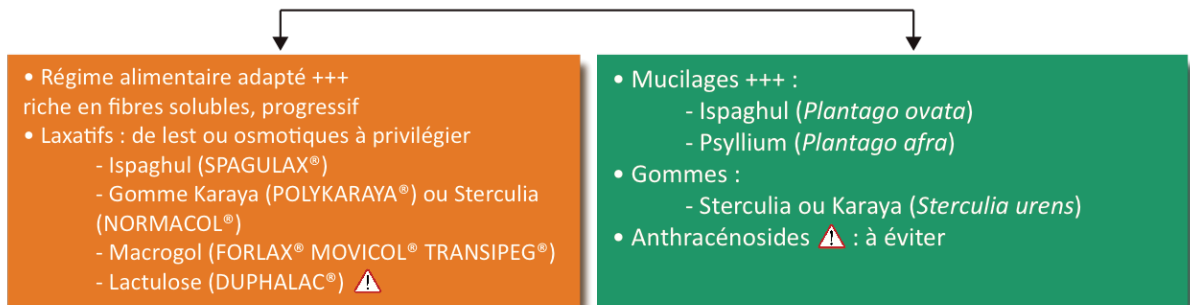 • Régime alimentaire adapté +++
riche en fibres solubles, progressif
• Laxatifs : de lest ou osmotiques à privilégier
- Ispaghul (SPAGULAX®)
- Gomme Karaya (POLYKARAYA®) ou Sterculia
(NORMACOL®)
- Macrogol (FORLAX® MOVICOL® TRANSIPEG®)
- Lactulose (DUPHALAC®) ⚠
• Mucilages +++ :
- Ispaghul (Plantago ovata)
- Psyllium (Plantago afra)
• Gommes :
- Sterculia ou Karaya (Sterculia urens)
• Anthracénosides ⚠ : à éviter